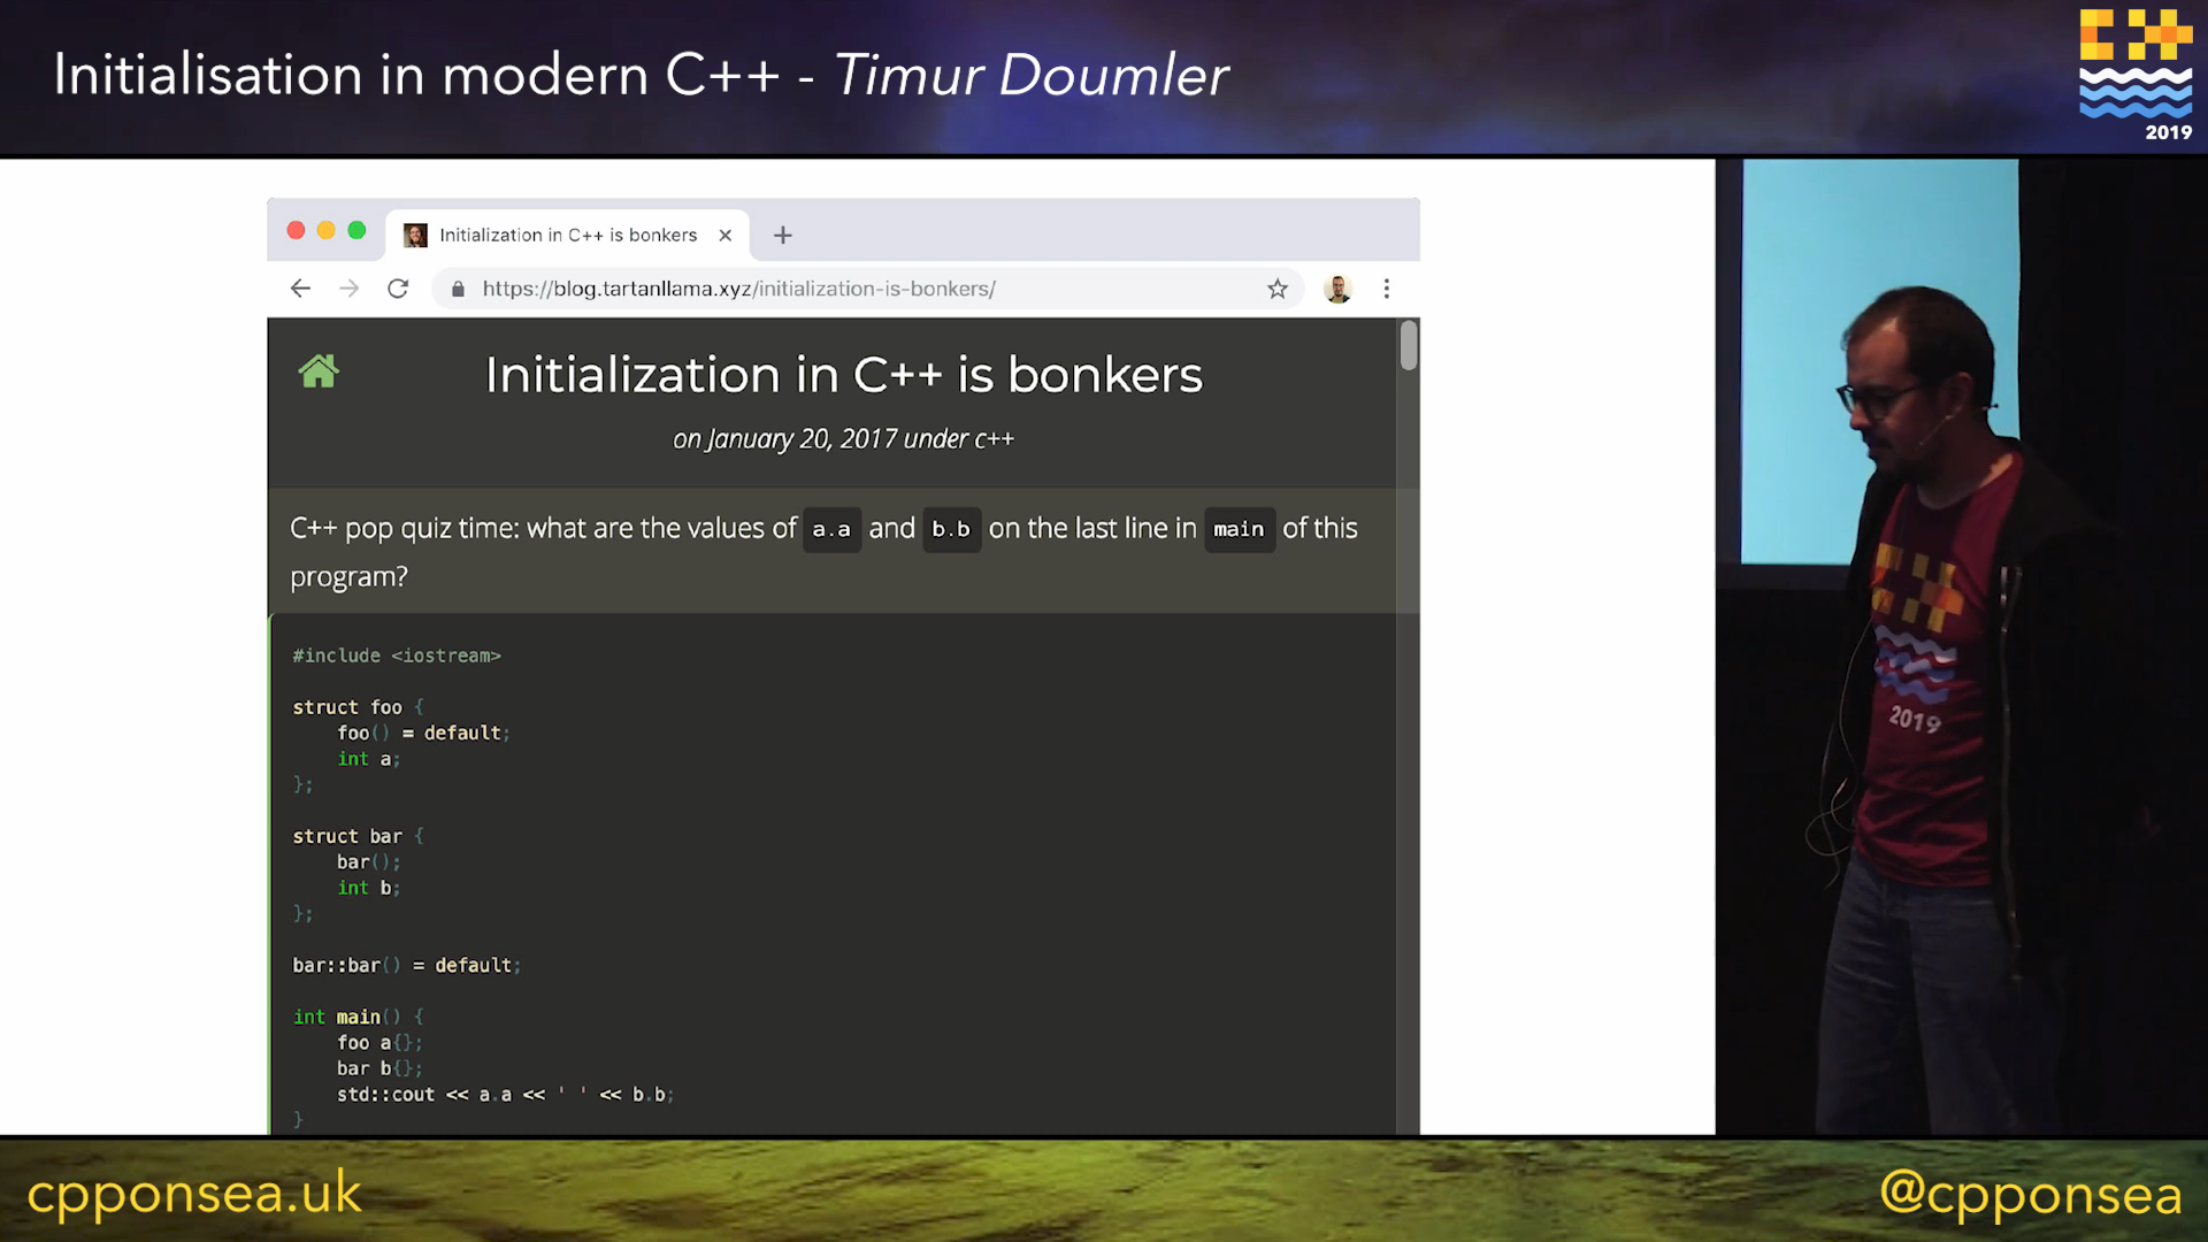 Initialisation in modern C++ - Timur Doumler
2019
Initialization in C++ is bonkers
https://blog.tartanllama.xyz/initialization-is-bonkers/
Initialization in C++ is bonkers
on January 20, 2017 under c++
C++ pop quiz time: what are the values of a.a and b.b on the last line in main of this
program?
#include <iostream>
struct foo {
    foo() = default;
    int a;
};
struct bar {
    bar();
    int b;
};
bar::bar() = default;
int main() {
    foo a{};
    bar b{};
    std::cout << a.a << ' ' << b.b;
}
2019
cpponsea.uk
@cpponsea